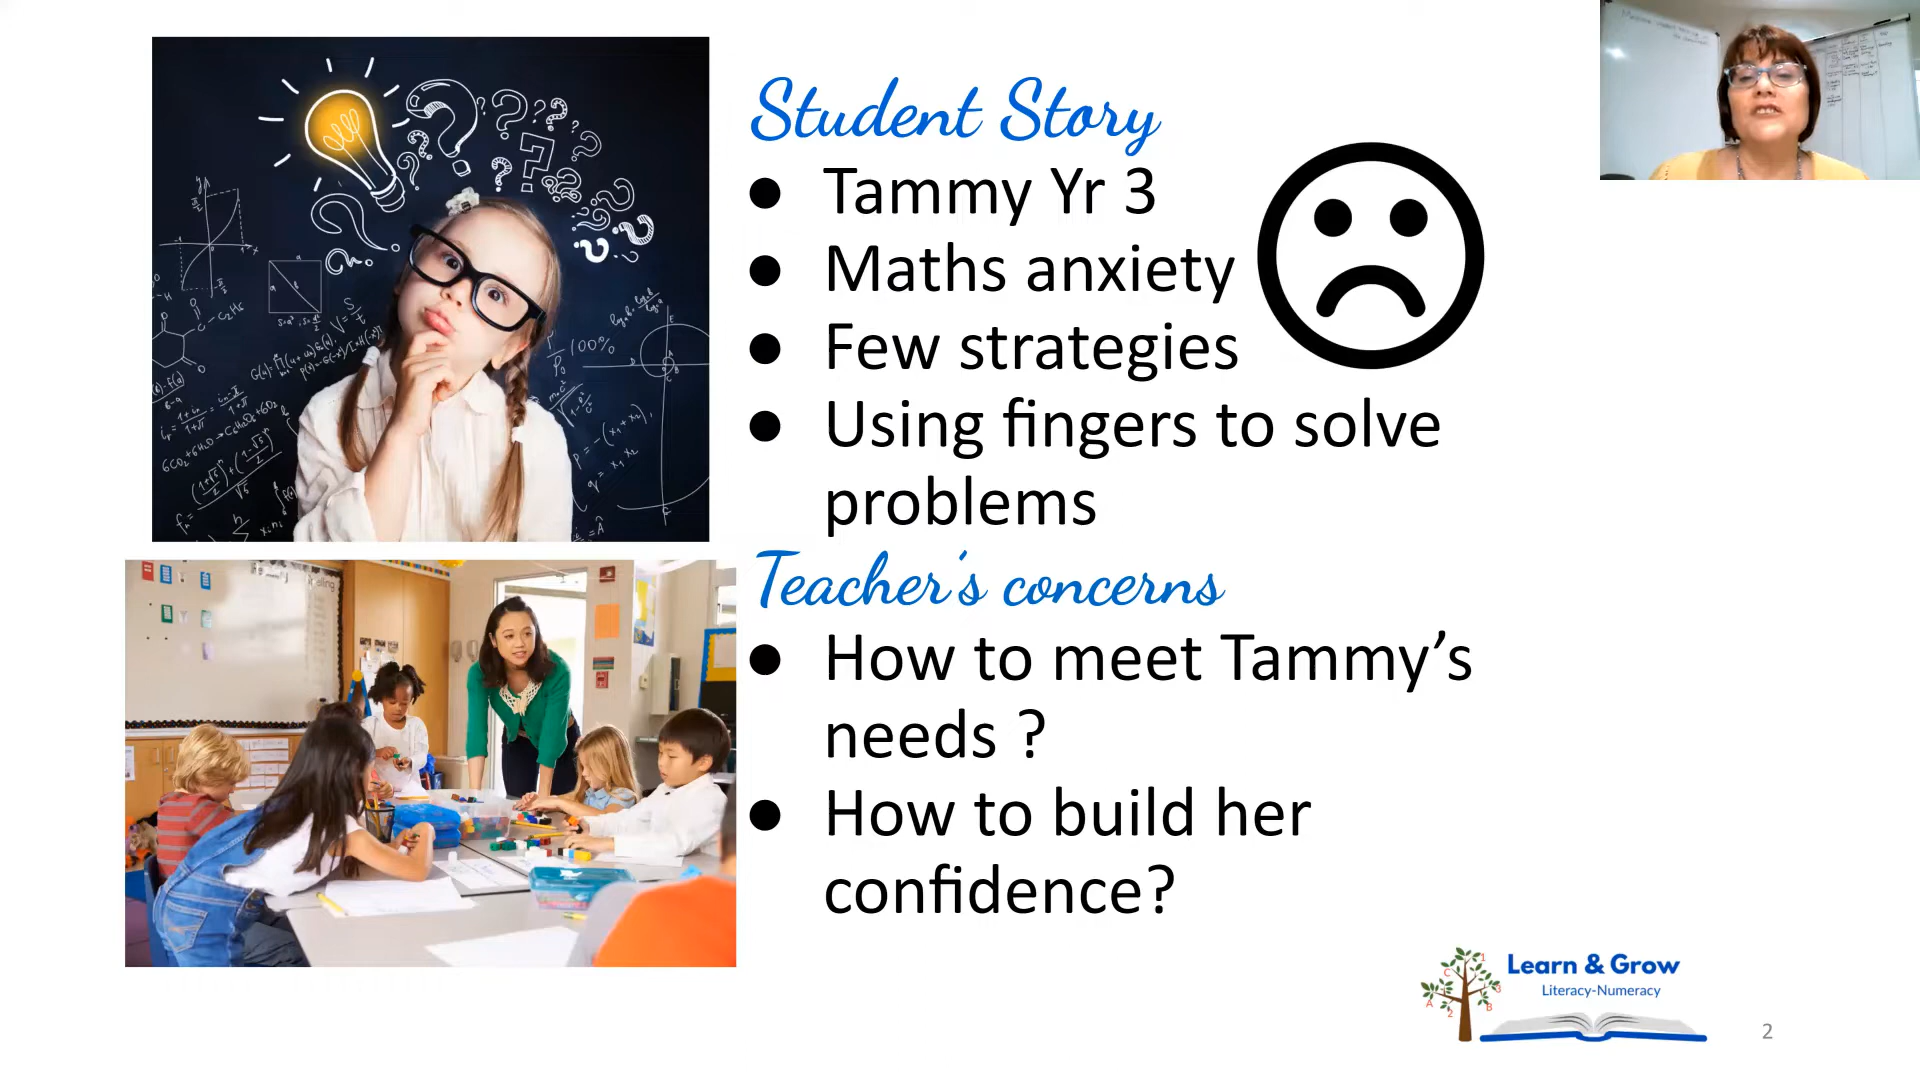 Student Story
● Tammy Yr 3
● Maths anxiety
● Few strategies
● Using fingers to solve
problems
Teacher's concerns
● How to meet Tammy's
needs ?
● How to build her
confidence?
Learn & Grow
Literacy-Numeracy
2
100%